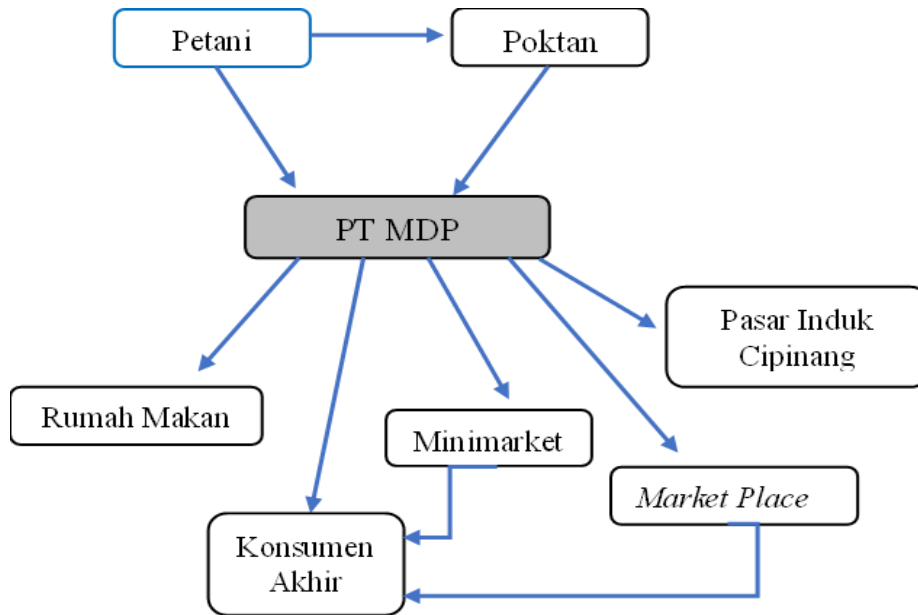 Petani
Poktan
PT MDP
Pasar Induk
Cipinang
Rumah Makan
Minimarket
Market Place
Konsumen
Akhir